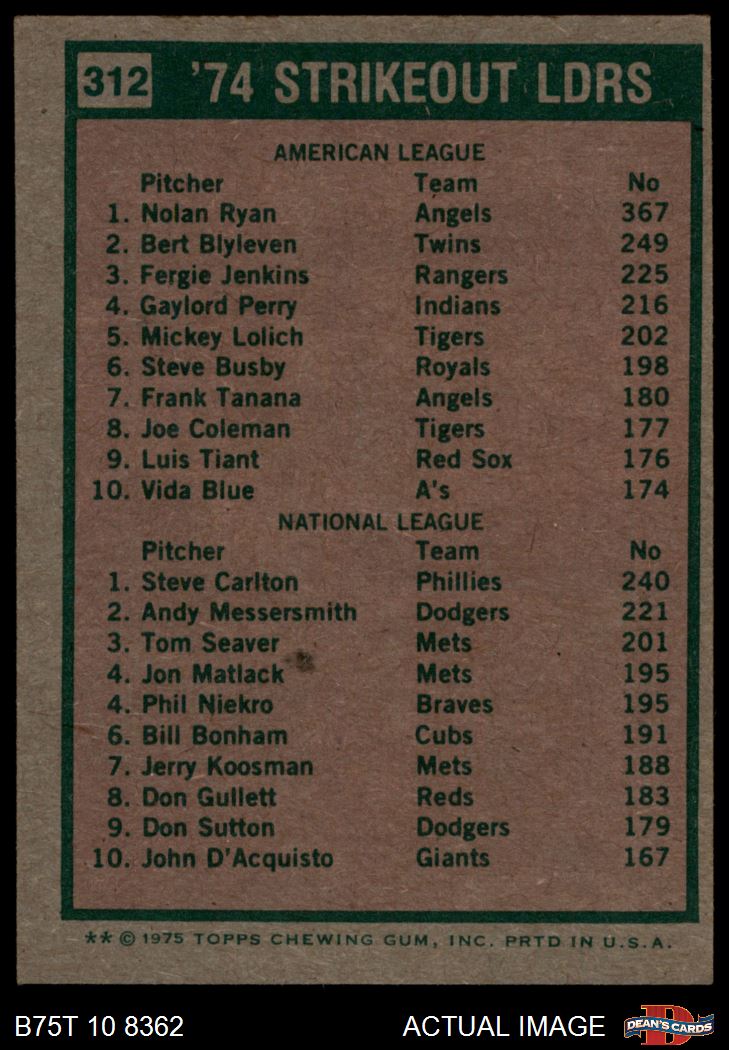 312 '74 STRIKEOUT LDRS
AMERICAN LEAGUE
Pitcher Team No
1. Nolan Ryan Angels 367
2. Bert Blyleven Twins 249
3. Fergie Jenkins Rangers 225
4. Gaylord Perry Indians 216
5. Mickey Lolich Tigers 202
6. Steve Busby Royals 198
7. Frank Tanana Angels 180
8. Joe Coleman Tigers 177
9. Luis Tiant Red Sox 176
10. Vida Blue A's 174
NATIONAL LEAGUE
Pitcher Team No
1. Steve Carlton Phillies 240
2. Andy Messersmith Dodgers 221
3. Tom Seaver Mets 201
4. Jon Matlack Mets 195
4. Phil Niekro Braves 195
6. Bill Bonham Cubs 191
7. Jerry Koosman Mets 188
8. Don Gullett Reds 183
9. Don Sutton Dodgers 179
10. John D'Acquisto Giants 167
** © 1975 TOPPS CHEWING GUM, INC. PRTD IN U.S.A.
B75T 10 8362 ACTUAL IMAGE D DEAN'S CARDS